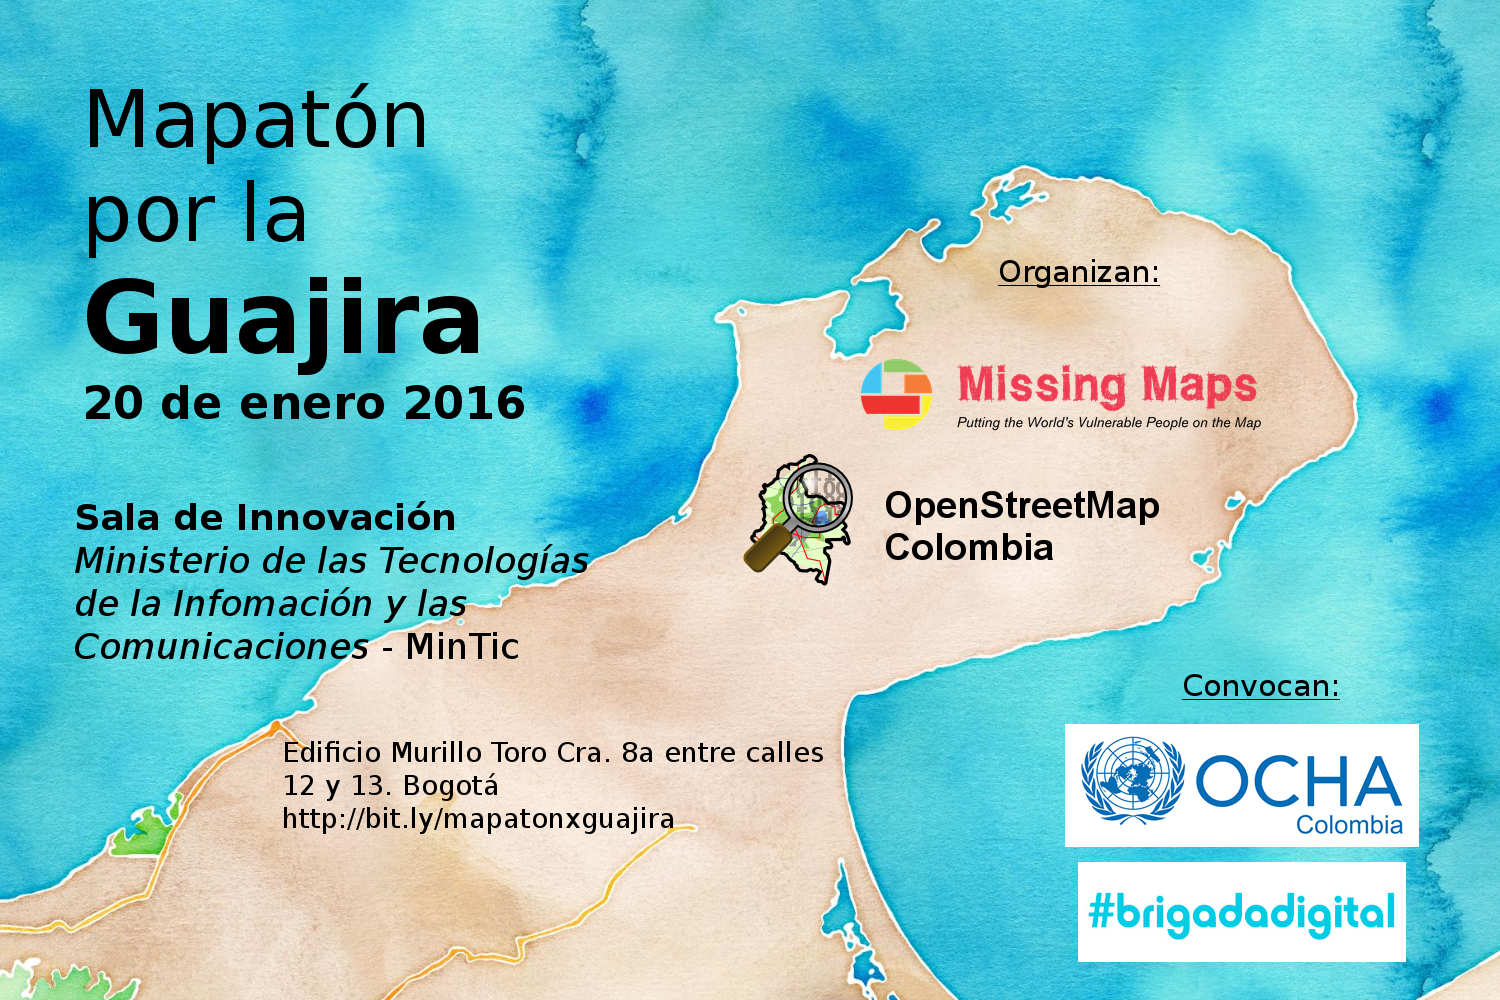 Mapatón
por la
Guajira
20 de enero 2016
Sala de Innovación
Ministerio de las Tecnologías
de la Infomación y las
Comunicaciones - MinTic
Edificio Murillo Toro Cra. 8a entre calles
12 y 13. Bogotá
http://bit.ly/mapatonxguajira
Organizan:
Missing Maps
Putting the World's Vulnerable People on the Map
OpenStreetMap
Colombia
Convocan:
OCHA
Colombia
#brigadadigital